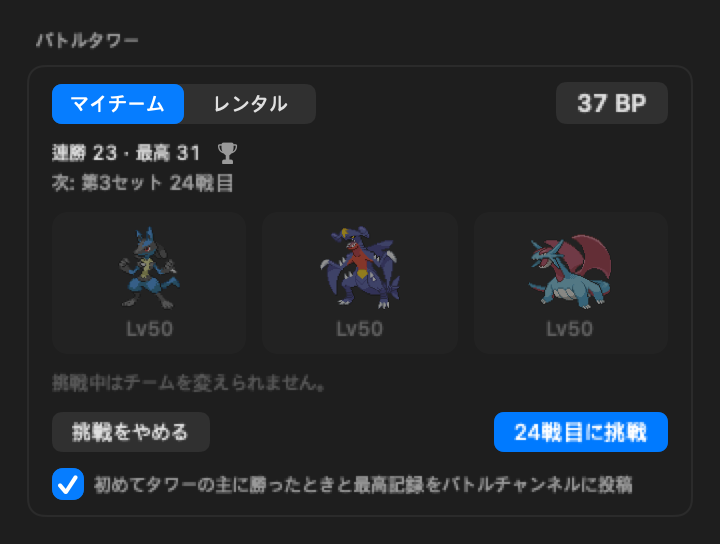 バトルタワー
マイチーム レンタル 37 BP
連勝 23・最高 31
次: 第3セット 24戦目
Lv50 Lv50 Lv50
挑戦中はチームを変えられません。
挑戦をやめる 24戦目に挑戦
初めてタワーの主に勝ったときと最高記録をバトルチャンネルに投稿